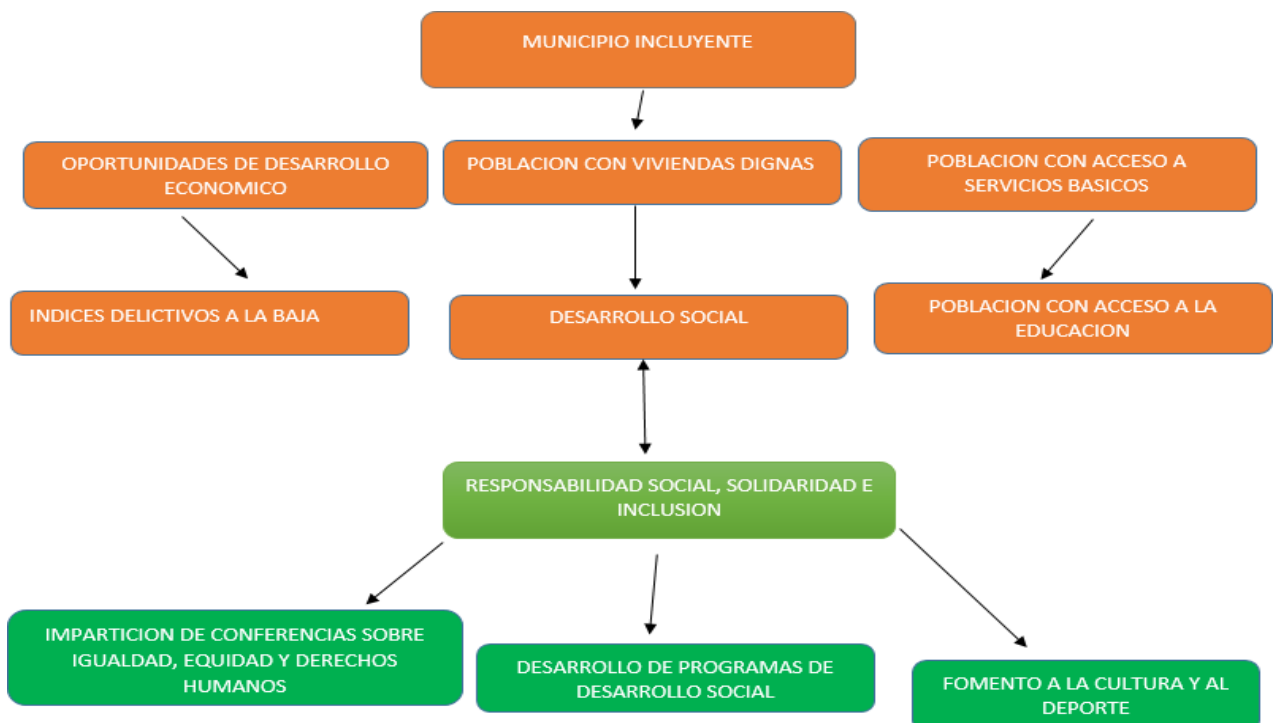 MUNICIPIO INCLUYENTE
OPORTUNIDADES DE DESARROLLO
ECONOMICO
POBLACION CON VIVIENDAS DIGNAS
POBLACION CON ACCESO A
SERVICIOS BASICOS
INDICES DELICTIVOS A LA BAJA
DESARROLLO SOCIAL
POBLACION CON ACCESO A LA
EDUCACION
RESPONSABILIDAD SOCIAL, SOLIDARIDAD E
INCLUSION
IMPARTICION DE CONFERENCIAS SOBRE
IGUALDAD, EQUIDAD Y DERECHOS
HUMANOS
DESARROLLO DE PROGRAMAS DE
DESARROLLO SOCIAL
FOMENTO A LA CULTURA Y AL
DEPORTE